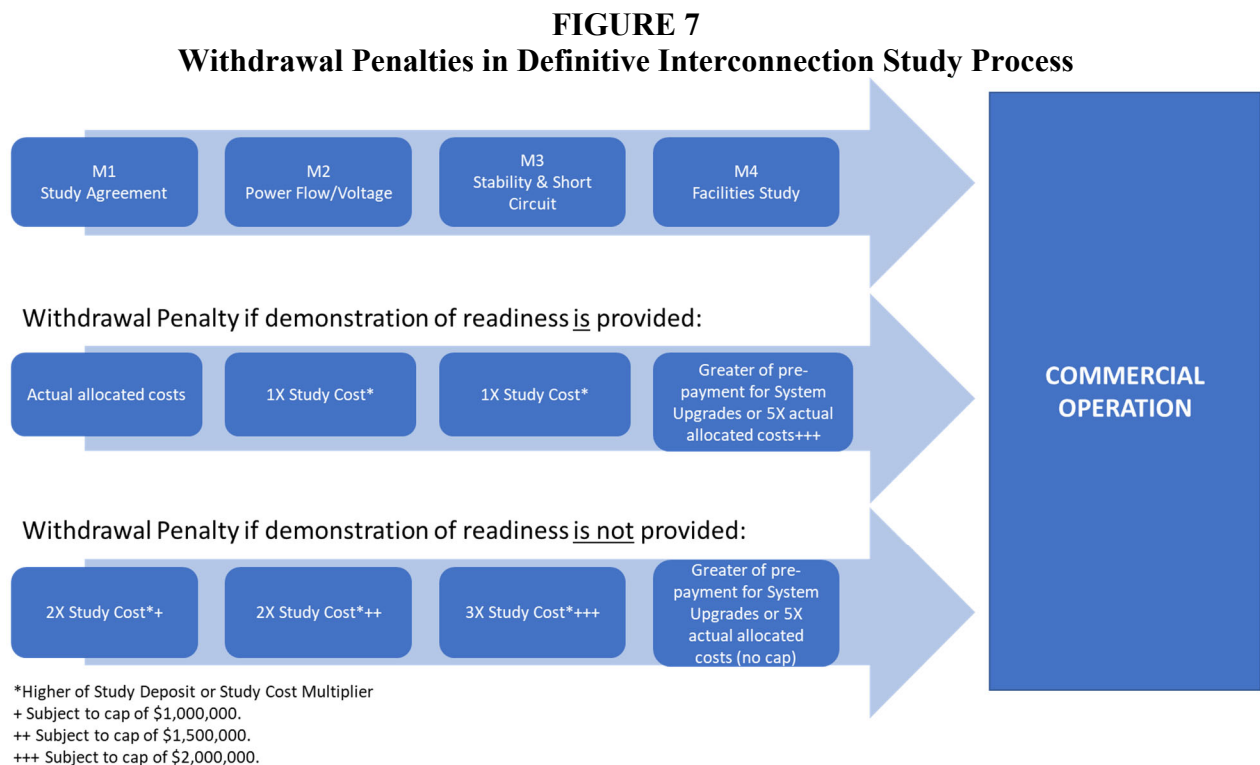 FIGURE 7
Withdrawal Penalties in Definitive Interconnection Study Process
M1
Study Agreement
M2
Power Flow/Voltage
M3
Stability & Short
Circuit
M4
Facilities Study
Withdrawal Penalty if demonstration of readiness is provided:
Actual allocated costs
1X Study Cost*
1X Study Cost*
Greater of pre-
payment for System
Upgrades or 5X actual
allocated costs+++
COMMERCIAL
OPERATION
Withdrawal Penalty if demonstration of readiness is not provided:
2X Study Cost*+
2X Study Cost*++
3X Study Cost*+++
Greater of pre-
payment for System
Upgrades or 5X
actual allocated
costs (no cap)
*Higher of Study Deposit or Study Cost Multiplier
+ Subject to cap of $1,000,000.
++ Subject to cap of $1,500,000.
+++ Subject to cap of $2,000,000.